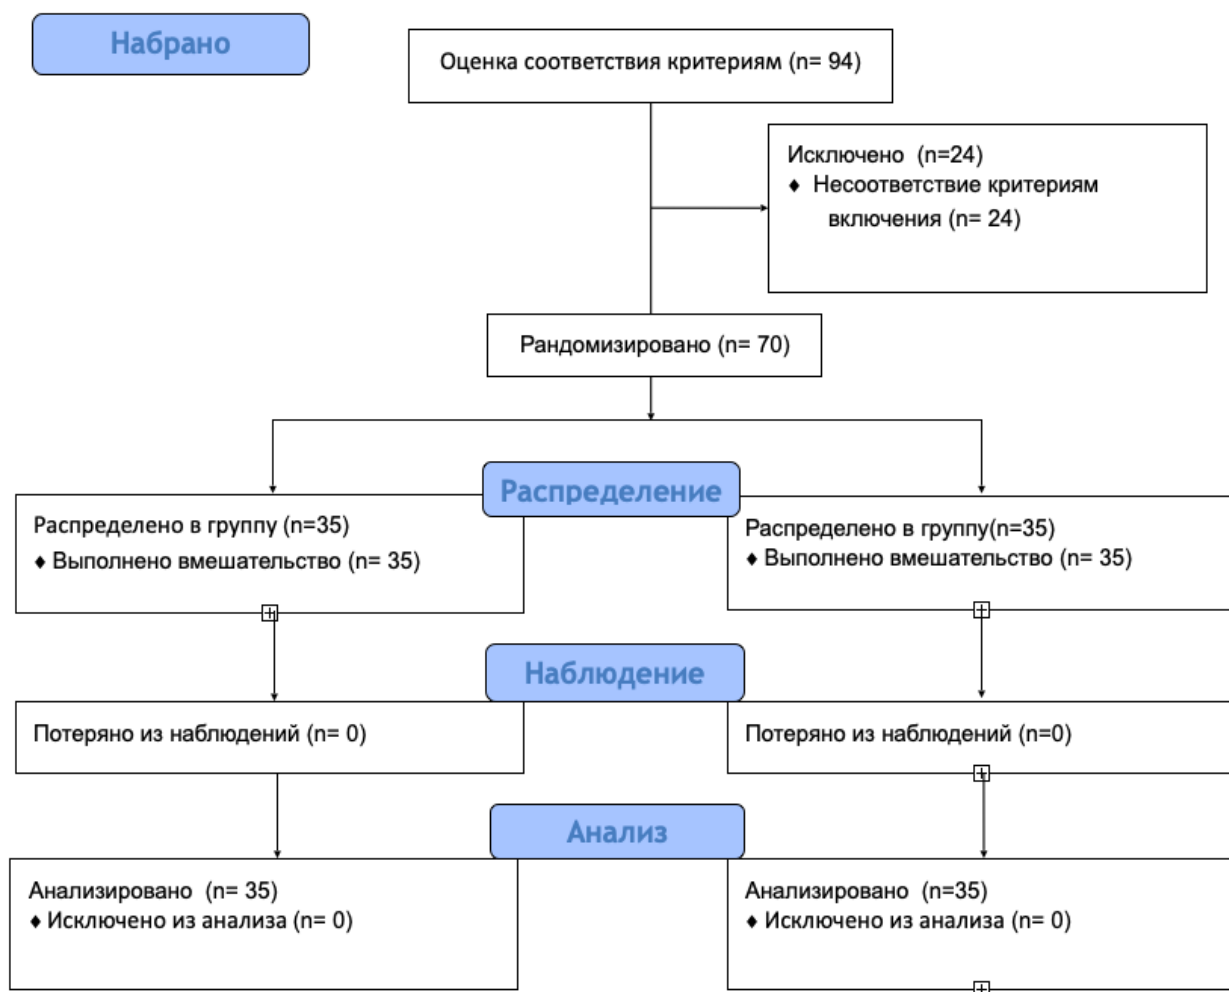 Набрано
Оценка соответствия критериям (n= 94)
Исключено (n=24)
♦ Несоответствие критериям
включения (n= 24)
Рандомизировано (n= 70)
Распределение
Распределено в группу (n=35)
♦ Выполнено вмешательство (n= 35)
Распределено в группу(n=35)
♦ Выполнено вмешательство (n= 35)
Наблюдение
Потеряно из наблюдений (n= 0)
Потеряно из наблюдений (n=0)
Анализ
Анализировано (n= 35)
♦ Исключено из анализа (n= 0)
Анализировано (n=35)
♦ Исключено из анализа (n= 0)